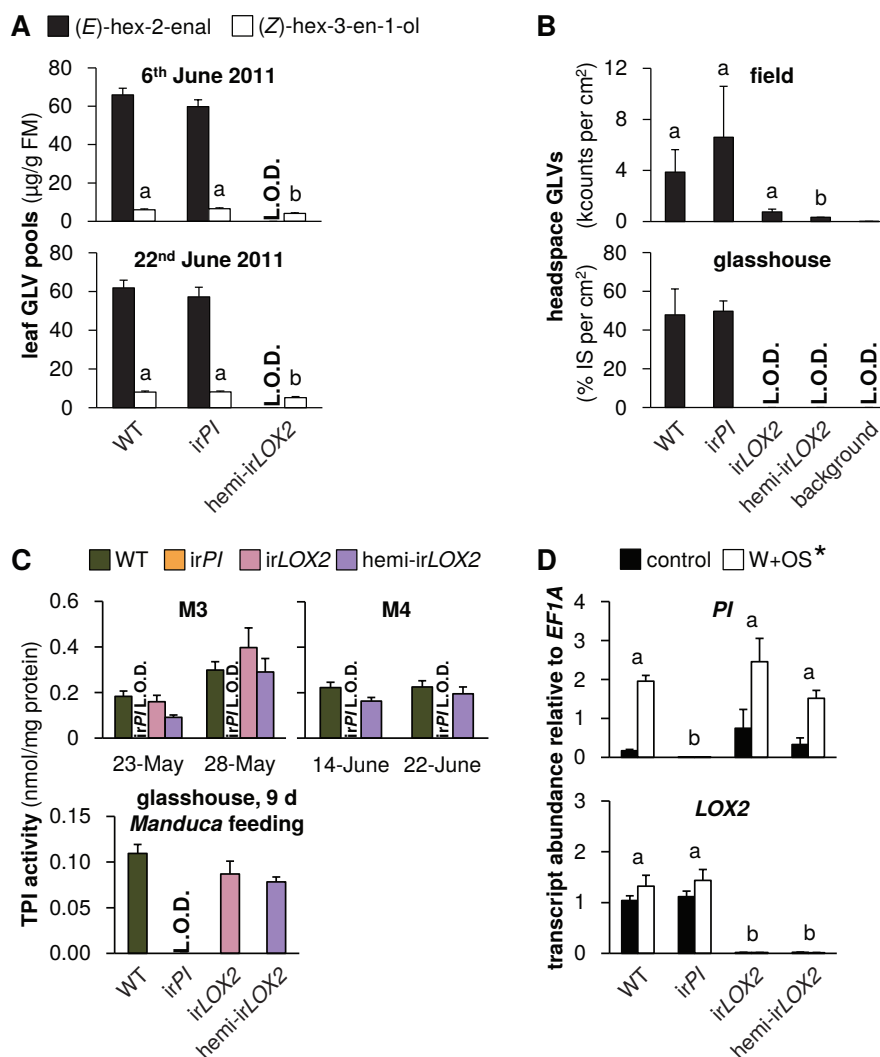 A
(E)-hex-2-enal (Z)-hex-3-en-1-ol
leaf GLV pools (µg/g FM)
6th June 2011
80
60
40
20
0
a
a
L.O.D.
b
22nd June 2011
80
60
40
20
0
a
a
L.O.D.
b
WT
irPI
hemi-irLOX2
B
headspace GLVs
(kcounts per cm²)
field
12
8
4
0
a
a
a
b
(% IS per cm²)
glasshouse
80
60
40
20
0
L.O.D.
L.O.D.
L.O.D.
WT
irPI
irLOX2
hemi-irLOX2
background
C
WT irPI irLOX2 hemi-irLOX2
TPI activity (nmol/mg protein)
M3
0.6
0.4
0.2
0
irPI L.O.D.
irPI L.O.D.
23-May 28-May
M4
irPI L.O.D.
irPI L.O.D.
14-June 22-June
glasshouse, 9 d
Manduca feeding
0.15
0.10
0.05
0.00
L.O.D.
WT
irPI
irLOX2
hemi-irLOX2
D
control W+OS*
transcript abundance relative to EF1A
PI
4
3
2
1
0
a
b
a
a
LOX2
3
2
1
0
a
a
b
b
WT
irPI
irLOX2
hemi-irLOX2